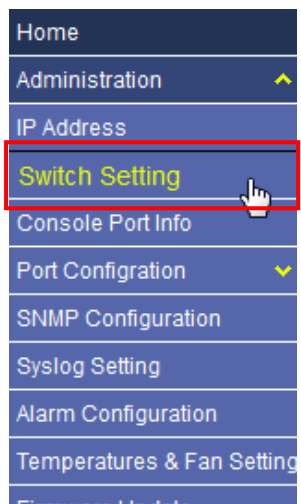 Home
Administration
IP Address
Switch Setting
Console Port Info
Port Configration
SNMP Configuration
Syslog Setting
Alarm Configuration
Temperatures & Fan Setting